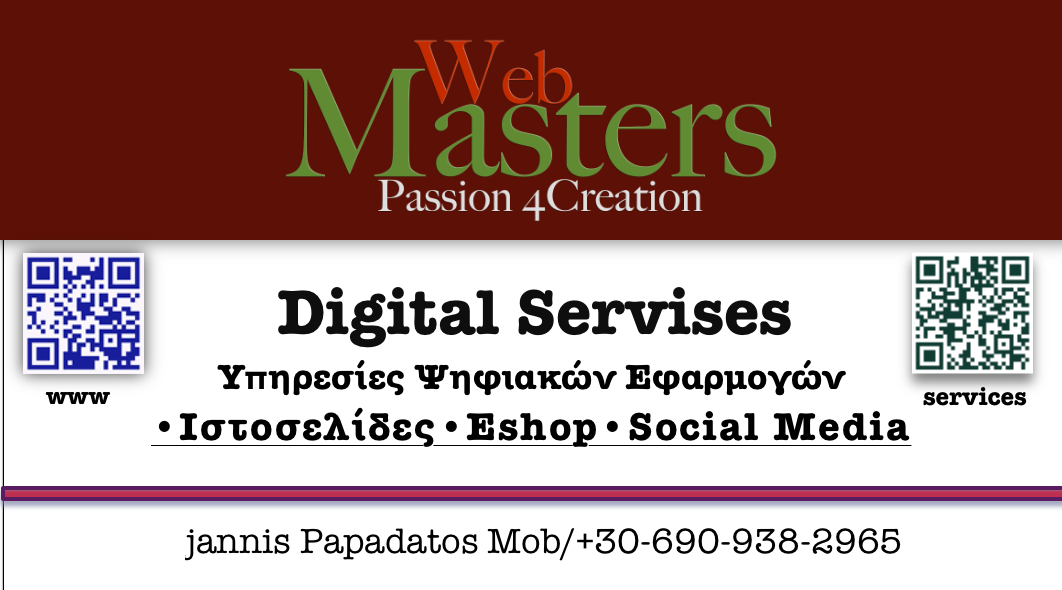 Web
Masters
Passion 4Creation
Digital Servises
Υπηρεσίες Ψηφιακών Εφαρμογών
•Ιστοσελίδες•Eshop•Social Media
www
services
jannis Papadatos Mob/+30-690-938-2965